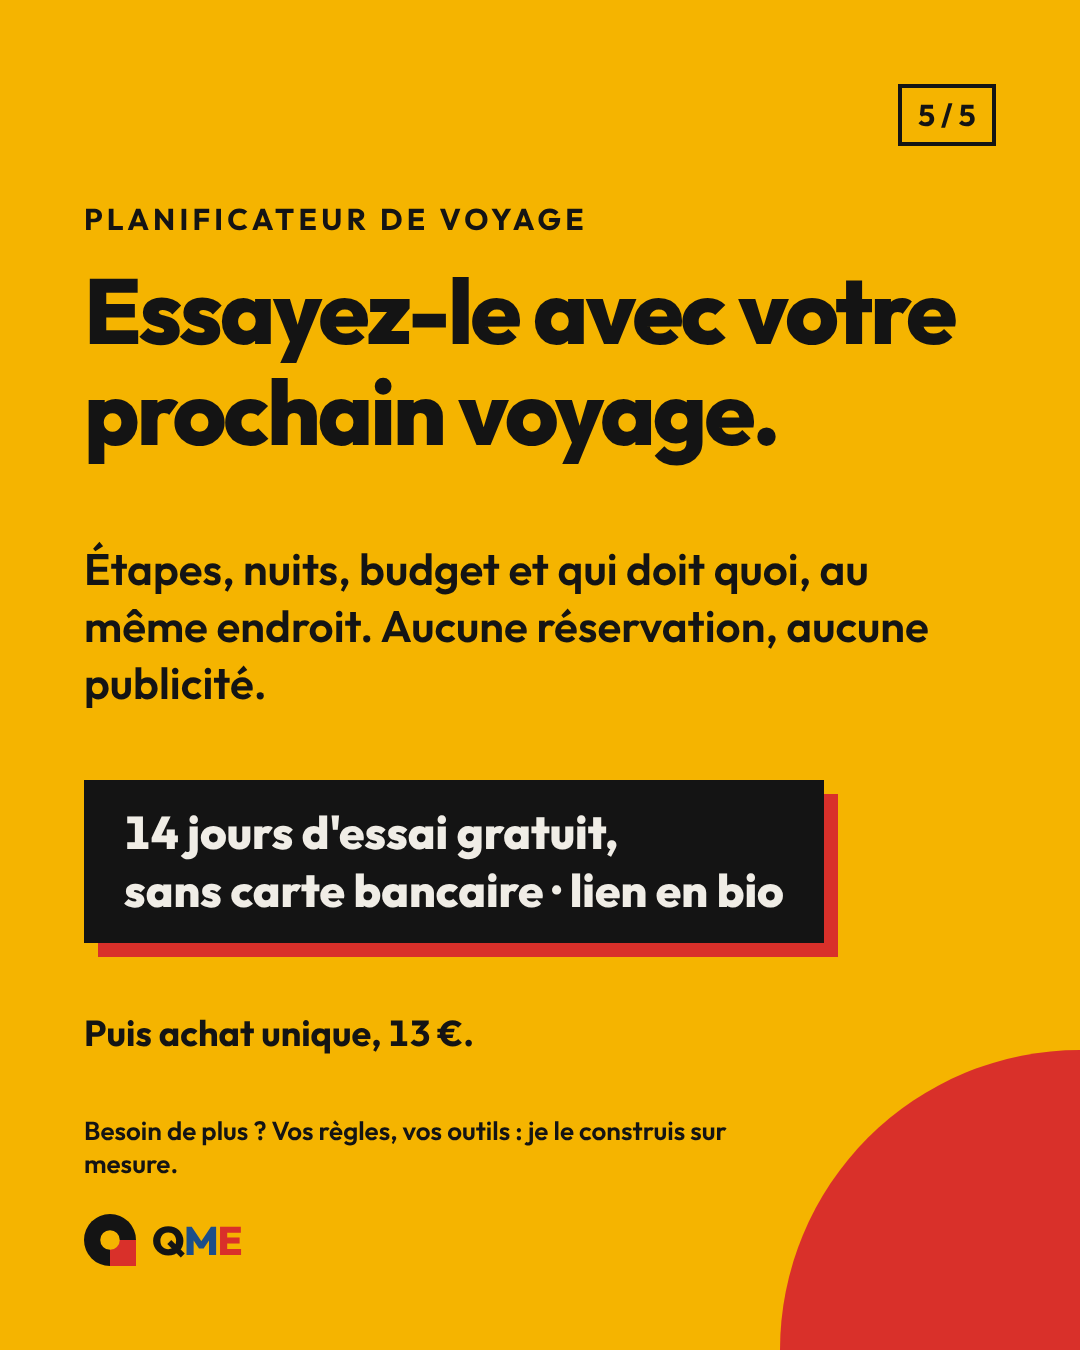 5 / 5
PLANIFICATEUR DE VOYAGE
Essayez-le avec votre
prochain voyage.
Étapes, nuits, budget et qui doit quoi, au
même endroit. Aucune réservation, aucune
publicité.
14 jours d'essai gratuit,
sans carte bancaire · lien en bio
Puis achat unique, 13 €.
Besoin de plus ? Vos règles, vos outils : je le construis sur
mesure.
QME